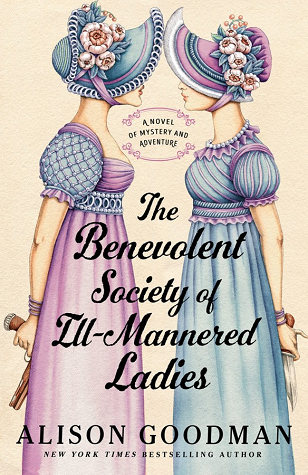 A NOVEL
OF MYSTERY AND
ADVENTURE
The
Benevolent
Society of
Ill-Mannered
Ladies
ALISON GOODMAN
NEW YORK TIMES BESTSELLING AUTHOR